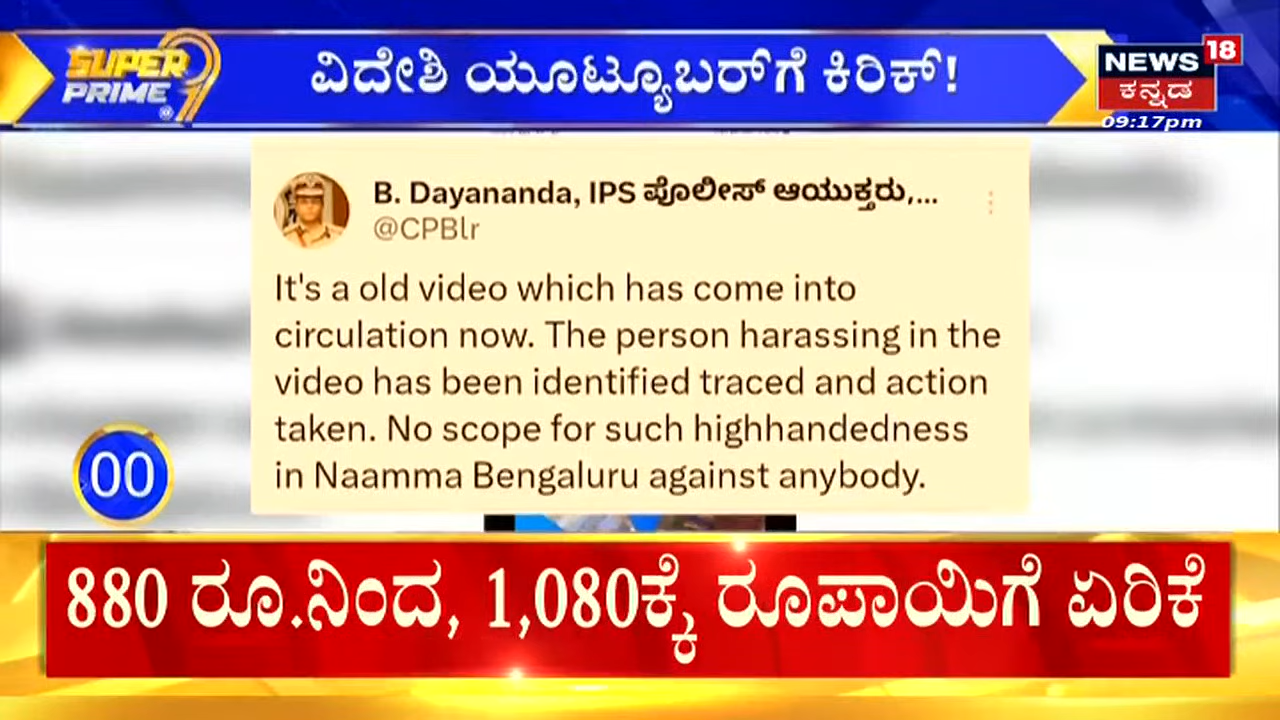 SUPER
PRIME @9
ವಿದೇಶಿ ಯೂಟ್ಯೂಬರ್‌ಗೆ ಕಿರಿಕ್!
NEWS 18
ಕನ್ನಡ
09:17pm
B. Dayananda, IPS ಪೊಲೀಸ್ ಆಯುಕ್ತರು,...
@CPBlr
It's a old video which has come into
circulation now. The person harassing in the
video has been identified traced and action
taken. No scope for such highhandedness
in Naamma Bengaluru against anybody.
00
880 ರೂ.ನಿಂದ, 1,080ಕ್ಕೆ ರೂಪಾಯಿಗೆ ಏರಿಕೆ